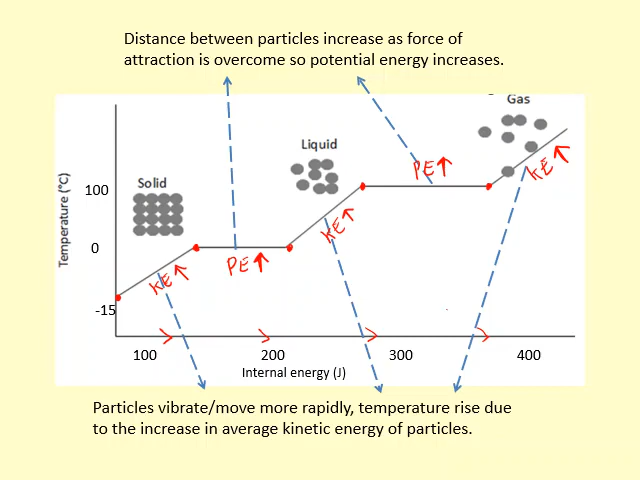 Distance between particles increase as force of
attraction is overcome so potential energy increases.
Gas
Liquid
Solid
KE↑
PE↑
KE↑
PE↑
KE↑
Temperature (°C)
100
0
-15
100 200 300 400
Internal energy (J)
Particles vibrate/move more rapidly, temperature rise due
to the increase in average kinetic energy of particles.